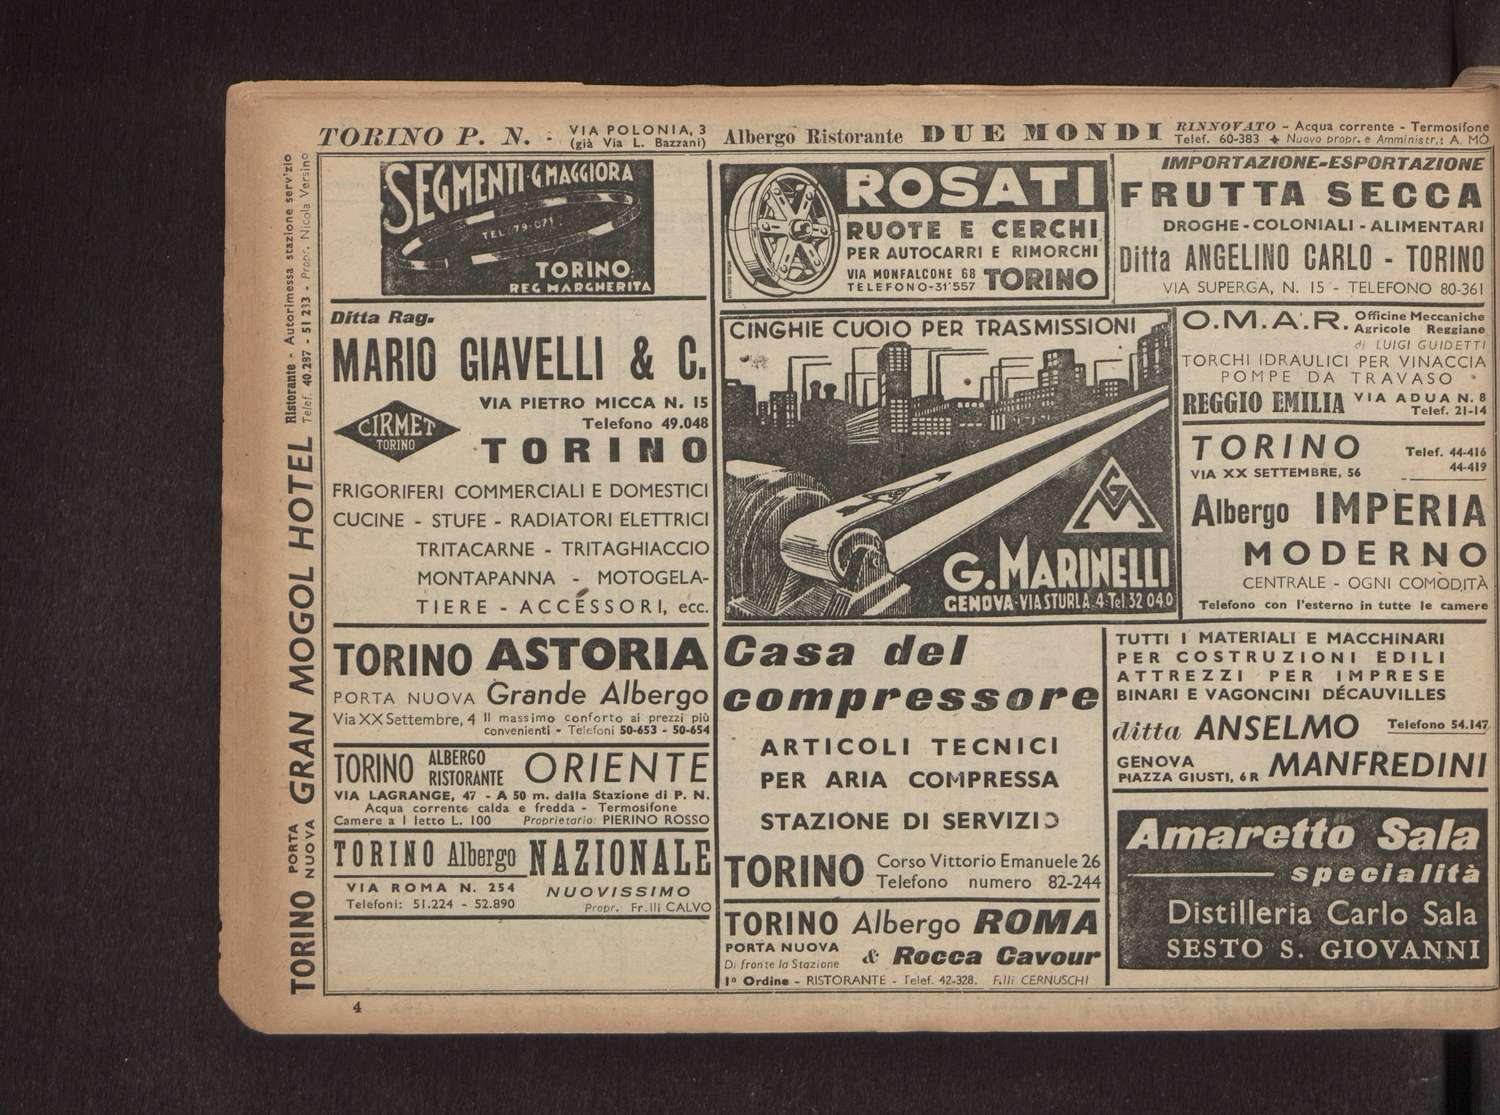 TORINO P. N. - VIA POLONIA, 3 (già Via L. Bazzani) Albergo Ristorante DUE MONDI RINNOVATO - Acqua corrente - Termosifone
Telef. 60-383 ✦ Nuovo propr. e Amministr.: A. MÒ
TORINO PORTA NUOVA GRAN MOGOL HOTEL Ristorante - Autorimessa stazione serv'zio
Telef. 40.287 - 51 213 - Propr. Nicola Versino
SEGMENTI G MAGGIORA
TEL. 79-071
TORINO
REG MARGHERITA
Ditta Rag.
MARIO GIAVELLI & C.
VIA PIETRO MICCA N. 15
Telefono 49.048
CIRMET
TORINO
TORINO
FRIGORIFERI COMMERCIALI E DOMESTICI
CUCINE - STUFE - RADIATORI ELETTRICI
TRITACARNE - TRITAGHIACCIO
MONTAPANNA - MOTOGELA-
TIERE - ACCESSORI, ecc.
TORINO ASTORIA
PORTA NUOVA Grande Albergo
Via XX Settembre, 4 Il massimo conforto ai prezzi più
convenienti - Telefoni 50-653 - 50-654
TORINO ALBERGO RISTORANTE ORIENTE
VIA LAGRANGE, 47 - A 50 m. dalla Stazione di P. N.
Acqua corrente calda e fredda - Termosifone
Camere a 1 letto L. 100 Proprietario: PIERINO ROSSO
TORINO Albergo NAZIONALE
VIA ROMA N. 254 NUOVISSIMO
Telefoni: 51.224 - 52.890 Propr. Fr.lli CALVO
4
ROSATI
RUOTE E CERCHI
PER AUTOCARRI E RIMORCHI
VIA MONFALCONE 68
TELEFONO-31'557 TORINO
CINGHIE CUOIO PER TRASMISSIONI
GM
G. MARINELLI
GENOVA-VIA STURLA 4-Tel 32 040
Casa del
compressore
ARTICOLI TECNICI
PER ARIA COMPRESSA
STAZIONE DI SERVIZIO
TORINO Corso Vittorio Emanuele 26
Telefono numero 82-244
TORINO Albergo ROMA
PORTA NUOVA
Di fronte la Stazione & Rocca Cavour
1º Ordine - RISTORANTE - Telef. 42-328. F.lli CERNUSCHI
IMPORTAZIONE-ESPORTAZIONE
FRUTTA SECCA
DROGHE - COLONIALI - ALIMENTARI
Ditta ANGELINO CARLO - TORINO
VIA SUPERGA, N. 15 - TELEFONO 80-361
O.M.A.R. Officine Meccaniche
Agricole Reggiane
di LUIGI GUIDETTI
TORCHI IDRAULICI PER VINACCIA
POMPE DA TRAVASO
REGGIO EMILIA VIA ADUA N. 8
Telef. 21-14
TORINO Telef. 44-416
VIA XX SETTEMBRE, 56 44-419
Albergo IMPERIA
MODERNO
CENTRALE - OGNI COMODITÀ
Telefono con l'esterno in tutte le camere
TUTTI I MATERIALI E MACCHINARI
PER COSTRUZIONI EDILI
ATTREZZI PER IMPRESE
BINARI E VAGONCINI DÉCAUVILLES
ditta ANSELMO Telefono 54.147
GENOVA
PIAZZA GIUSTI, 6 R MANFREDINI
Amaretto Sala
specialità
Distilleria Carlo Sala
SESTO S. GIOVANNI